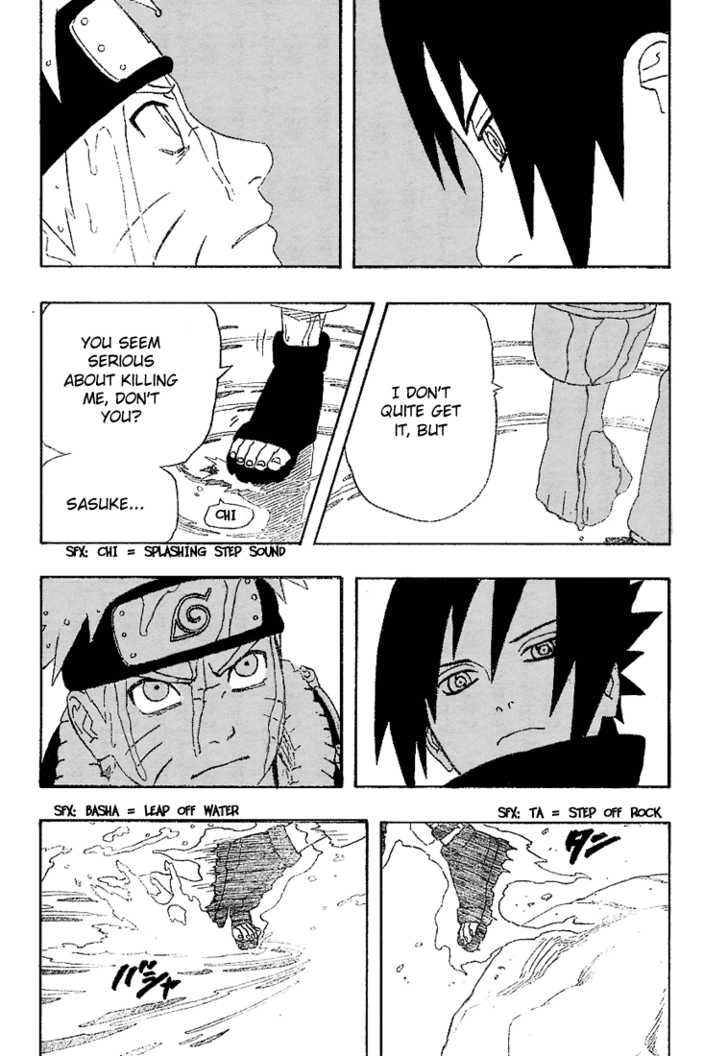 I DON'T
QUITE GET
IT, BUT
YOU SEEM
SERIOUS
ABOUT KILLING
ME, DON'T
YOU?
SASUKE...
CHI
SFX: CHI = SPLASHING STEP SOUND
SFX: TA = STEP OFF ROCK
タン
SFX: BASHA = LEAP OFF WATER
バシャ